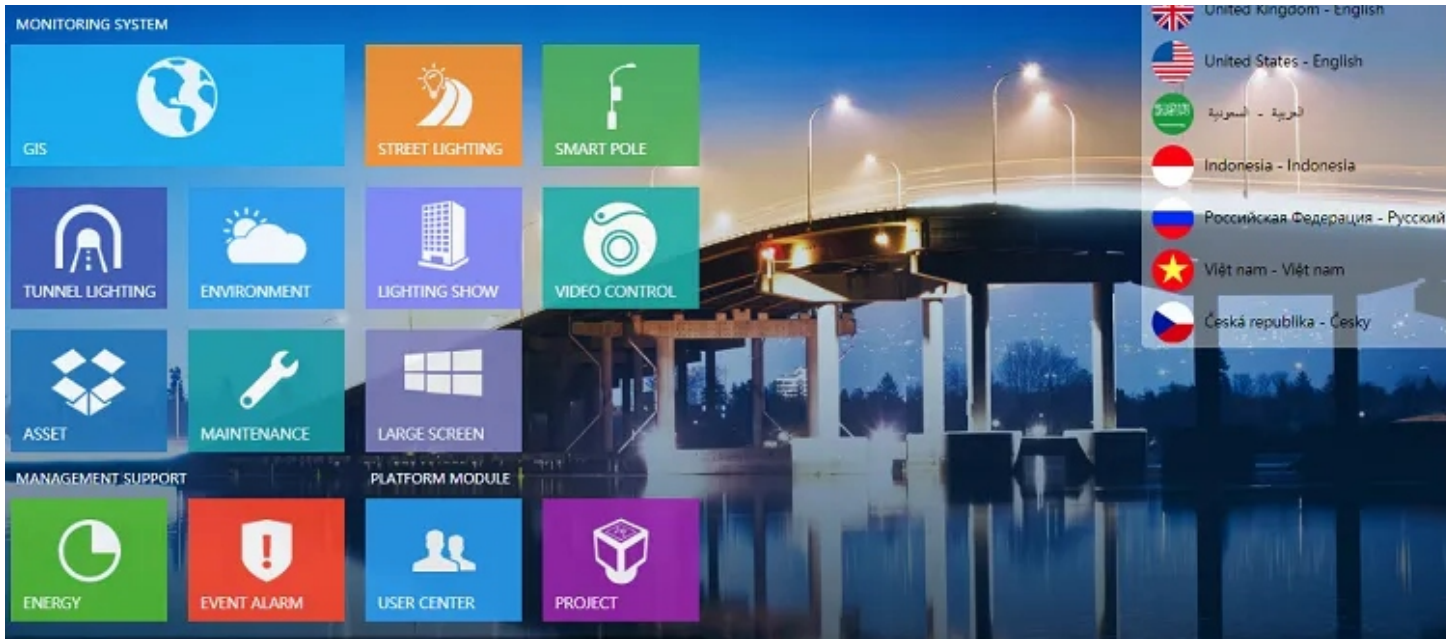 MONITORING SYSTEM
GIS
STREET LIGHTING
SMART POLE
TUNNEL LIGHTING
ENVIRONMENT
LIGHTING SHOW
VIDEO CONTROL
ASSET
MAINTENANCE
LARGE SCREEN
MANAGEMENT SUPPORT
PLATFORM MODULE
ENERGY
EVENT ALARM
USER CENTER
PROJECT
United Kingdom - English
United States - English
العربية - السعودية
Indonesia - Indonesia
Российская Федерация - Русский
Việt nam - Việt nam
Česká republika - Česky